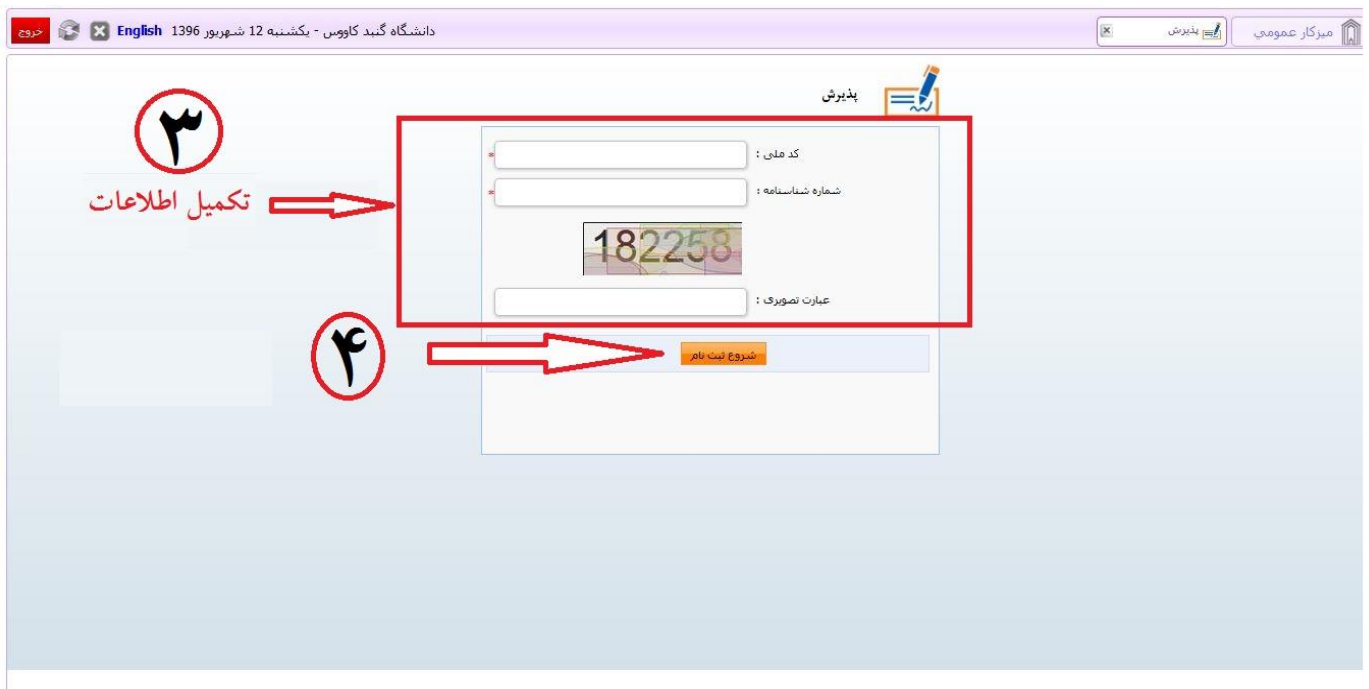 میزکار عمومي
پذیرش
دانشگاه گنبد کاووس - یکشنبه 12 شهریور 1396
English
خروج
پذیرش
۳
تکمیل اطلاعات
کد ملی :
*
شماره شناسنامه :
*
182258
عبارت تصویری :
۴
شروع ثبت نام